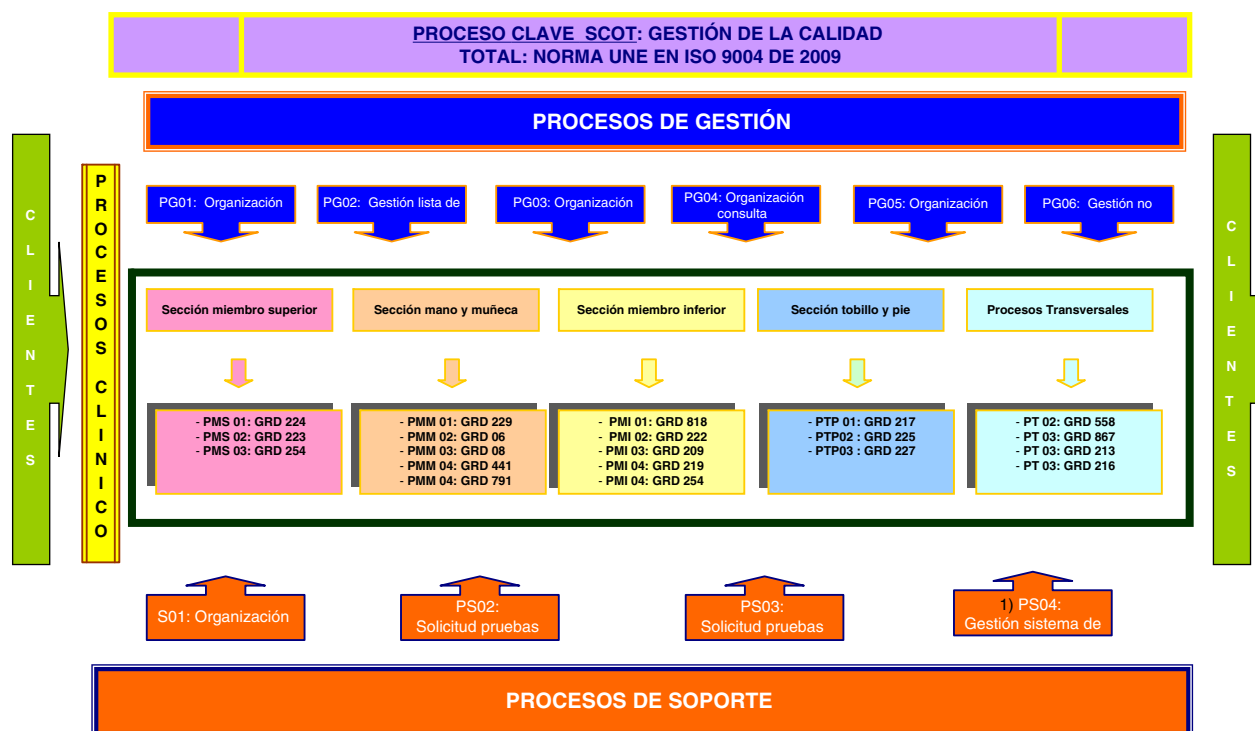 PROCESO CLAVE SCOT: GESTIÓN DE LA CALIDAD
TOTAL: NORMA UNE EN ISO 9004 DE 2009
PROCESOS DE GESTIÓN
CLIENTES
PROCESOS CLINICO
PG01: Organización
PG02: Gestión lista de
PG03: Organización
PG04: Organización
consulta
PG05: Organización
PG06: Gestión no
CLIENTES
Sección miembro superior
Sección mano y muñeca
Sección miembro inferior
Sección tobillo y pie
Procesos Transversales
- PMS 01: GRD 224
- PMS 02: GRD 223
- PMS 03: GRD 254
- PMM 01: GRD 229
- PMM 02: GRD 06
- PMM 03: GRD 08
- PMM 04: GRD 441
- PMM 04: GRD 791
- PMI 01: GRD 818
- PMI 02: GRD 222
- PMI 03: GRD 209
- PMI 04: GRD 219
- PMI 04: GRD 254
- PTP 01: GRD 217
- PTP02 : GRD 225
- PTP03 : GRD 227
- PT 02: GRD 558
- PT 03: GRD 867
- PT 03: GRD 213
- PT 03: GRD 216
S01: Organización
PS02:
Solicitud pruebas
PS03:
Solicitud pruebas
1) PS04:
Gestión sistema de
PROCESOS DE SOPORTE